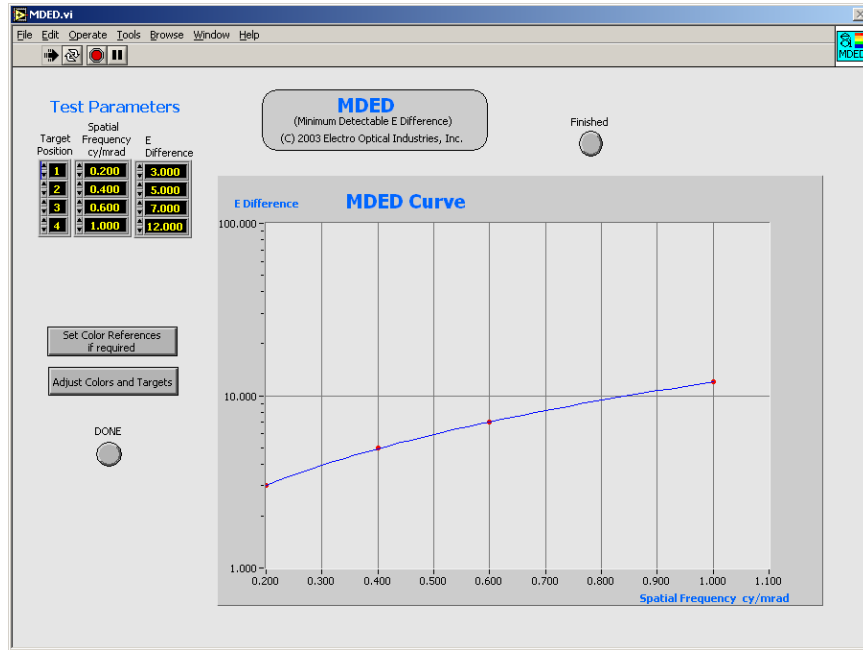 MDED.vi
File Edit Operate Tools Browse Window Help
MDED
Test Parameters
Target Position
Spatial Frequency cy/mrad
E Difference
1 0.200 3.000
2 0.400 5.000
3 0.600 7.000
4 1.000 12.000
MDED
(Minimum Detectable E Difference)
(C) 2003 Electro Optical Industries, Inc.
Finished
Set Color References
if required
Adjust Colors and Targets
DONE
E Difference
MDED Curve
100.000
10.000
1.000
0.200 0.300 0.400 0.500 0.600 0.700 0.800 0.900 1.000 1.100
Spatial Frequency cy/mrad